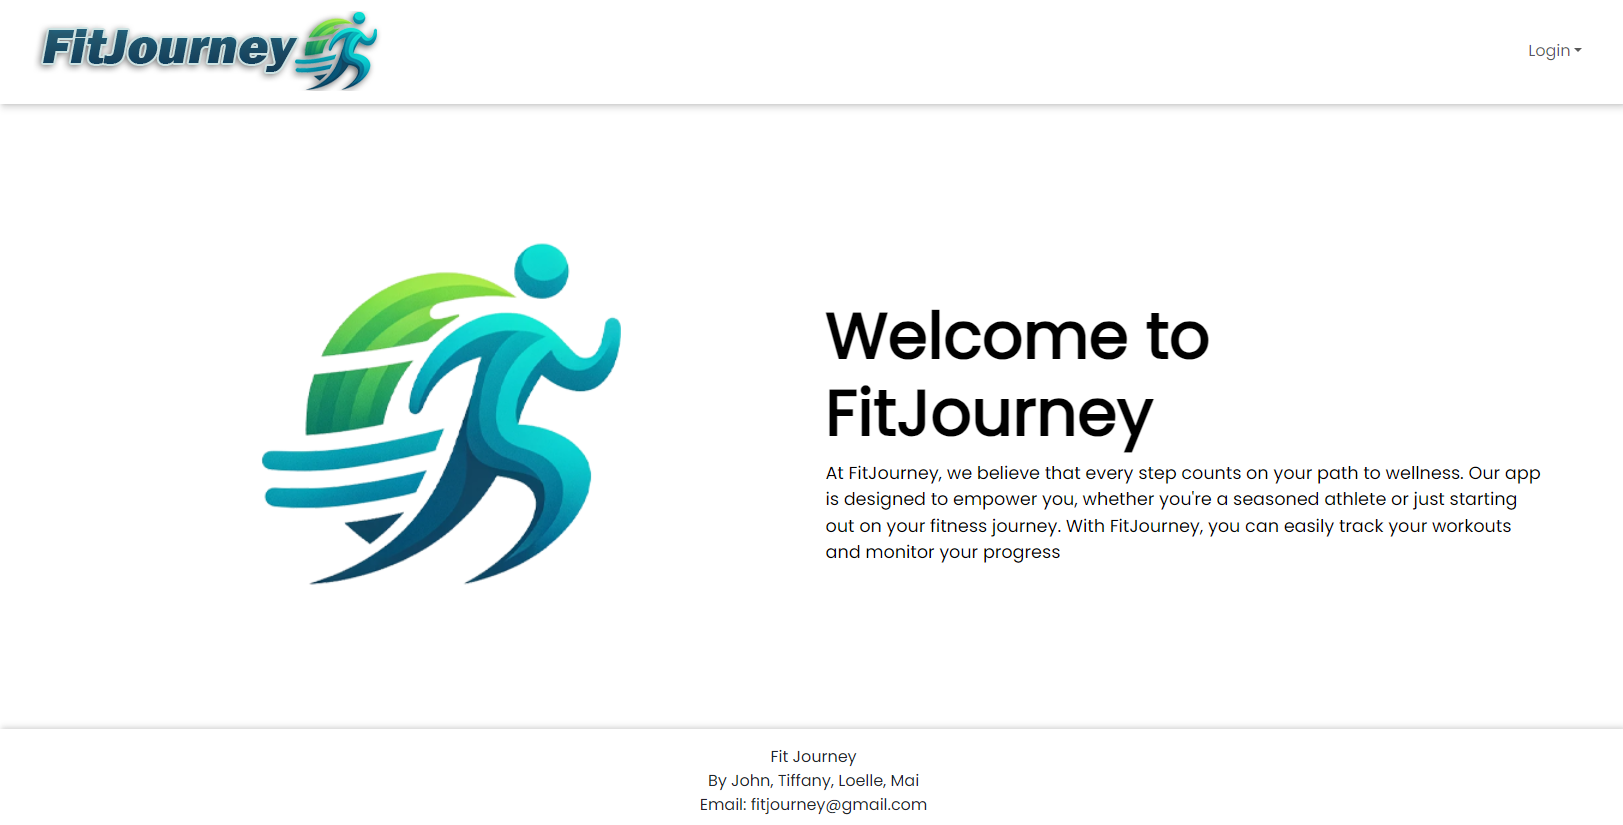 FitJourney
Login
Welcome to
FitJourney
At FitJourney, we believe that every step counts on your path to wellness. Our app
is designed to empower you, whether you're a seasoned athlete or just starting
out on your fitness journey. With FitJourney, you can easily track your workouts
and monitor your progress
Fit Journey
By John, Tiffany, Loelle, Mai
Email: fitjourney@gmail.com